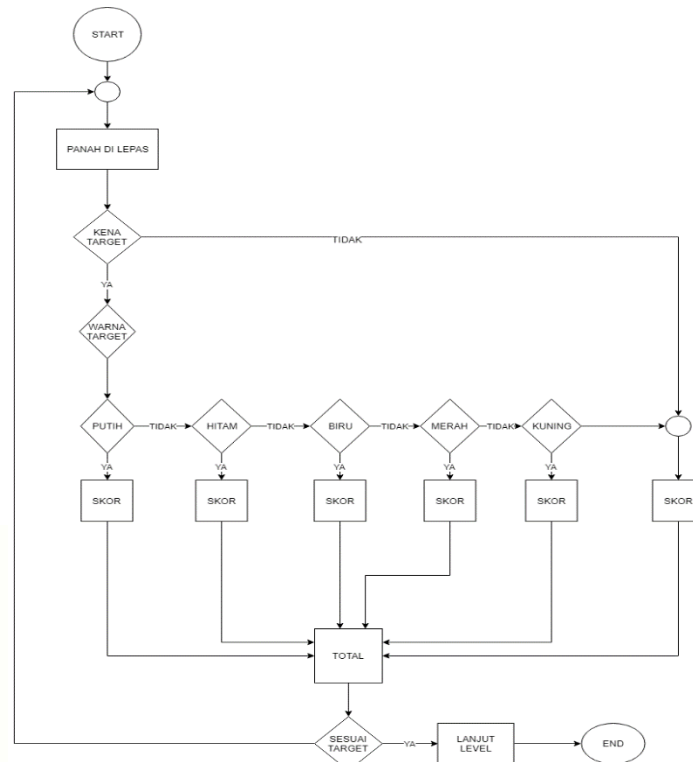 START
PANAH DI LEPAS
KENA
TARGET
TIDAK
YA
WARNA
TARGET
PUTIH
TIDAK
HITAM
TIDAK
BIRU
TIDAK
MERAH
TIDAK
KUNING
YA
YA
YA
YA
YA
SKOR
SKOR
SKOR
SKOR
SKOR
SKOR
TOTAL
SESUAI
TARGET
YA
LANJUT
LEVEL
END